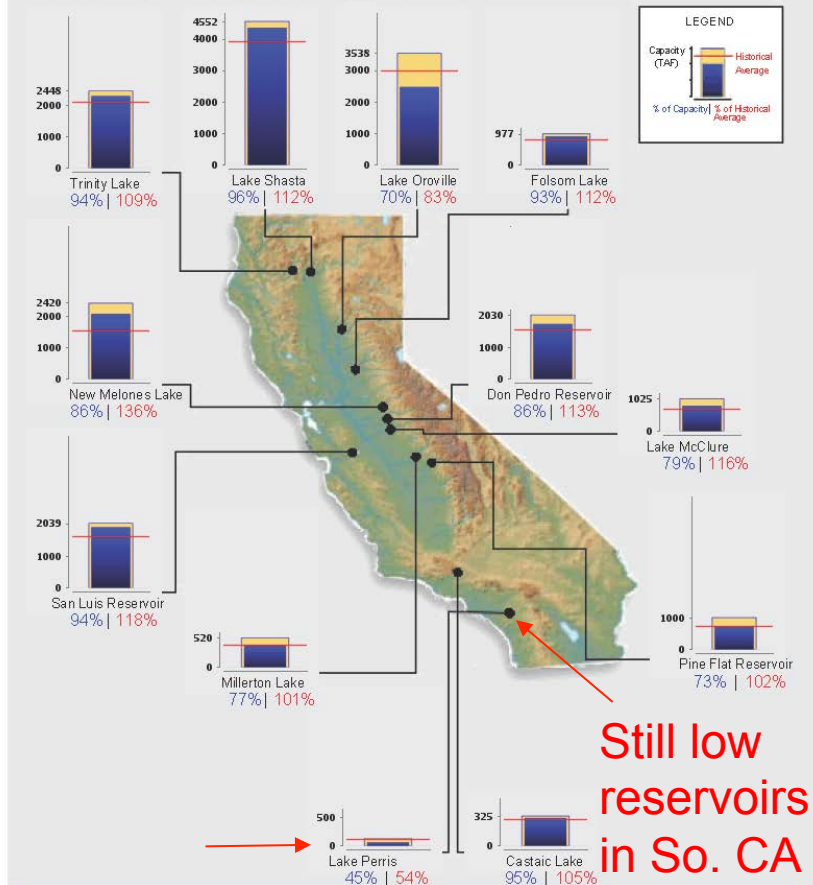 LEGEND
Capacity
(TAF)
Historical
Average
% of Capacity | % of Historical
Average
2448
2000
1000
0
Trinity Lake
94% | 109%
4552
4000
3000
2000
1000
0
Lake Shasta
96% | 112%
3538
3000
2000
1000
0
Lake Oroville
70% | 83%
977
0
Folsom Lake
93% | 112%
2420
2000
1000
0
New Melones Lake
86% | 136%
2030
1000
0
Don Pedro Reservoir
86% | 113%
1025
0
Lake McClure
79% | 116%
2039
1000
0
San Luis Reservoir
94% | 118%
520
0
Millerton Lake
77% | 101%
1000
0
Pine Flat Reservoir
73% | 102%
Still low
reservoirs
in So. CA
500
0
Lake Perris
45% | 54%
325
0
Castaic Lake
95% | 105%